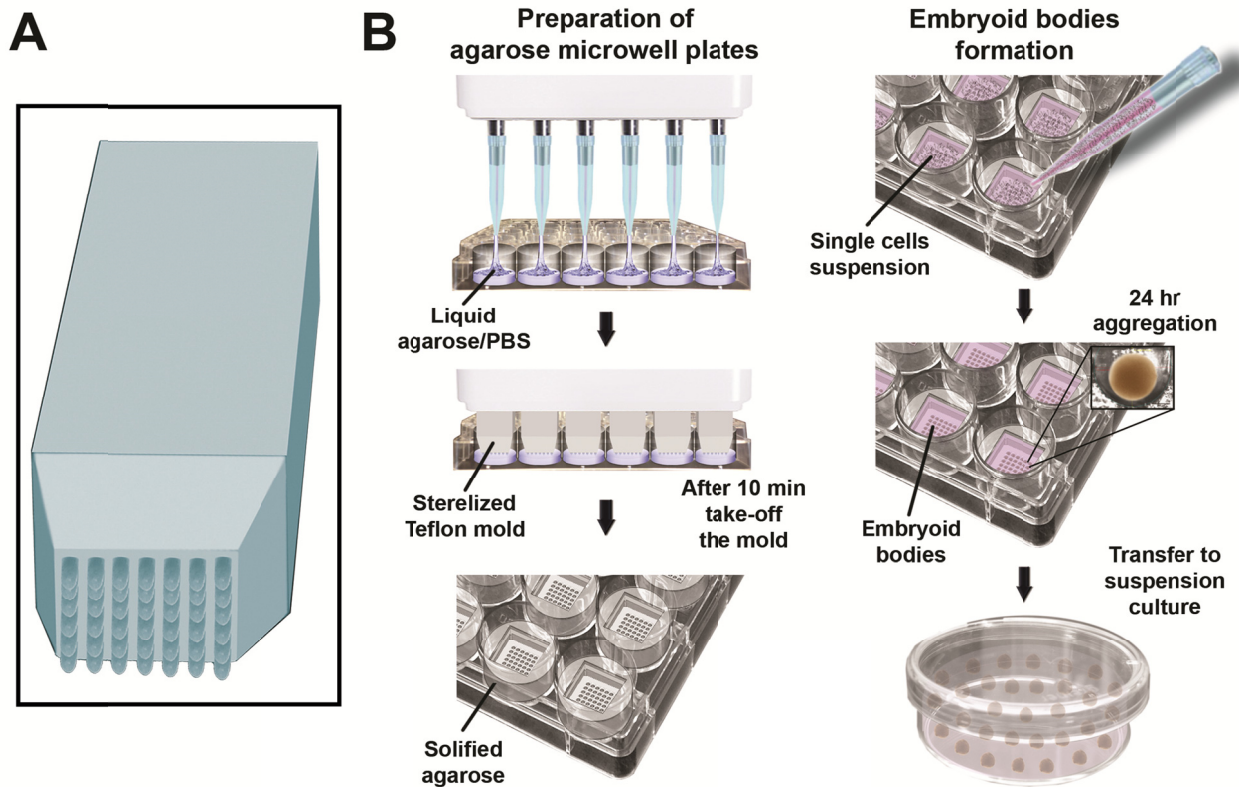 A
B
Preparation of
agarose microwell plates
Liquid
agarose/PBS
Sterelized
Teflon mold
After 10 min
take-off
the mold
Solified
agarose
Embryoid bodies
formation
Single cells
suspension
24 hr
aggregation
Embryoid
bodies
Transfer to
suspension
culture